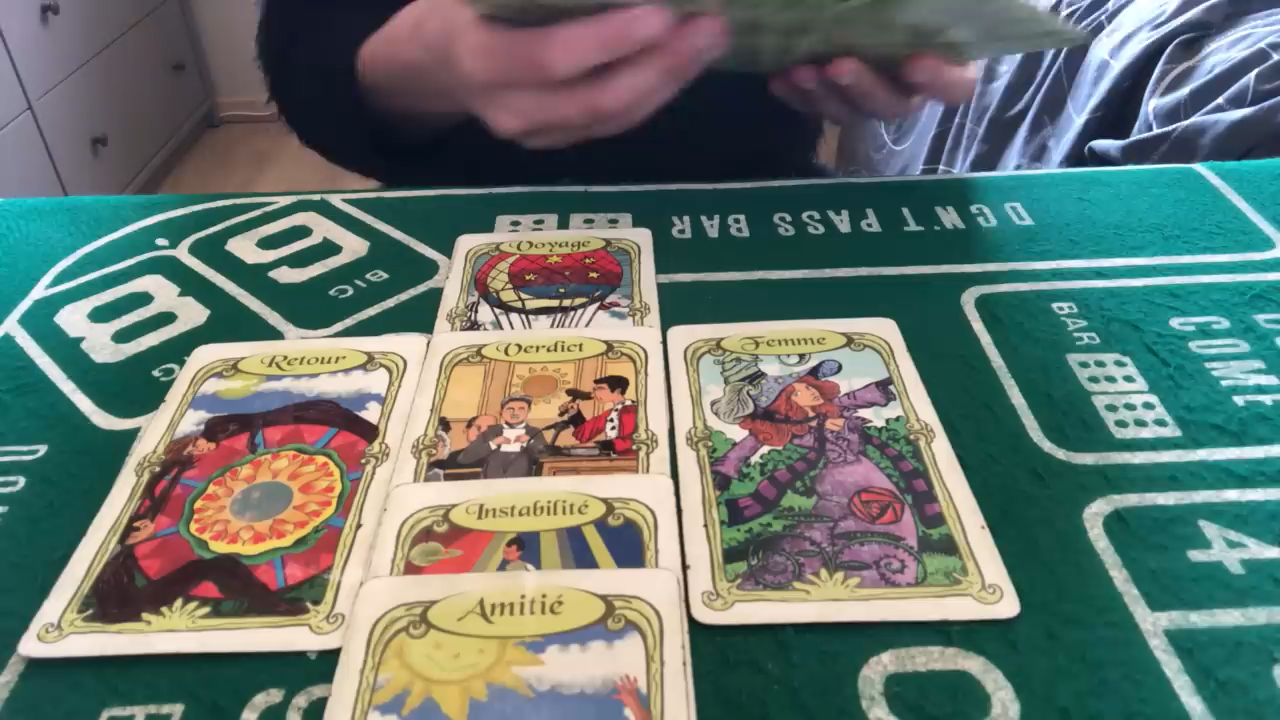 DON'T PASS BAR
Voyage
6
BIG
8
Retour
Verdict
Femme
BAR
COME
Instabilité
4
Amitié